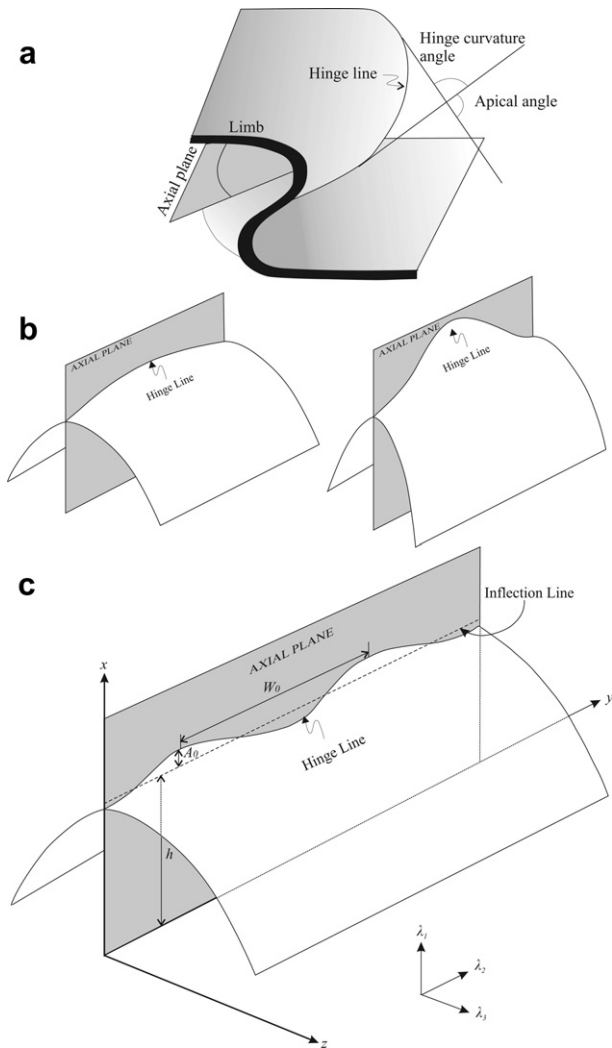 a
Hinge curvature
angle
Hinge line
Apical angle
Limb
Axial plane
b
AXIAL PLANE
Hinge Line
AXIAL PLANE
Hinge Line
c
Inflection Line
AXIAL PLANE
x
W₀
y
A₀
Hinge Line
h
λ₁
λ₂
λ₃
z